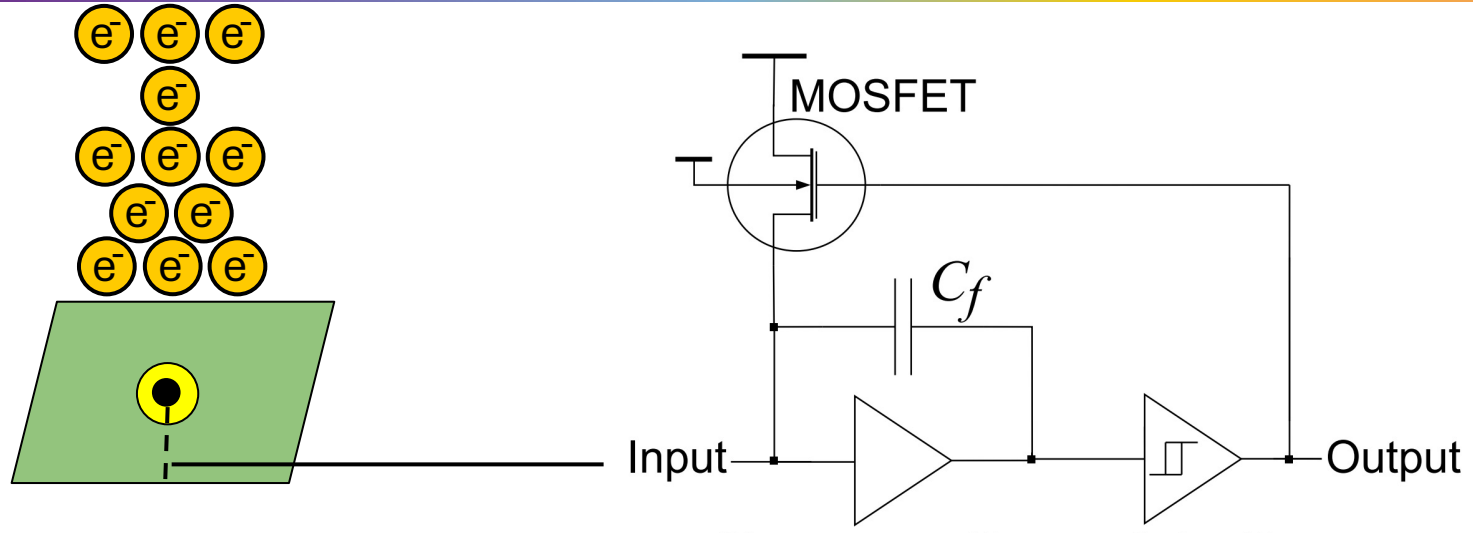 e⁻ e⁻ e⁻
e⁻
e⁻ e⁻ e⁻
e⁻ e⁻
e⁻ e⁻ e⁻
MOSFET
C_f
Input
Output